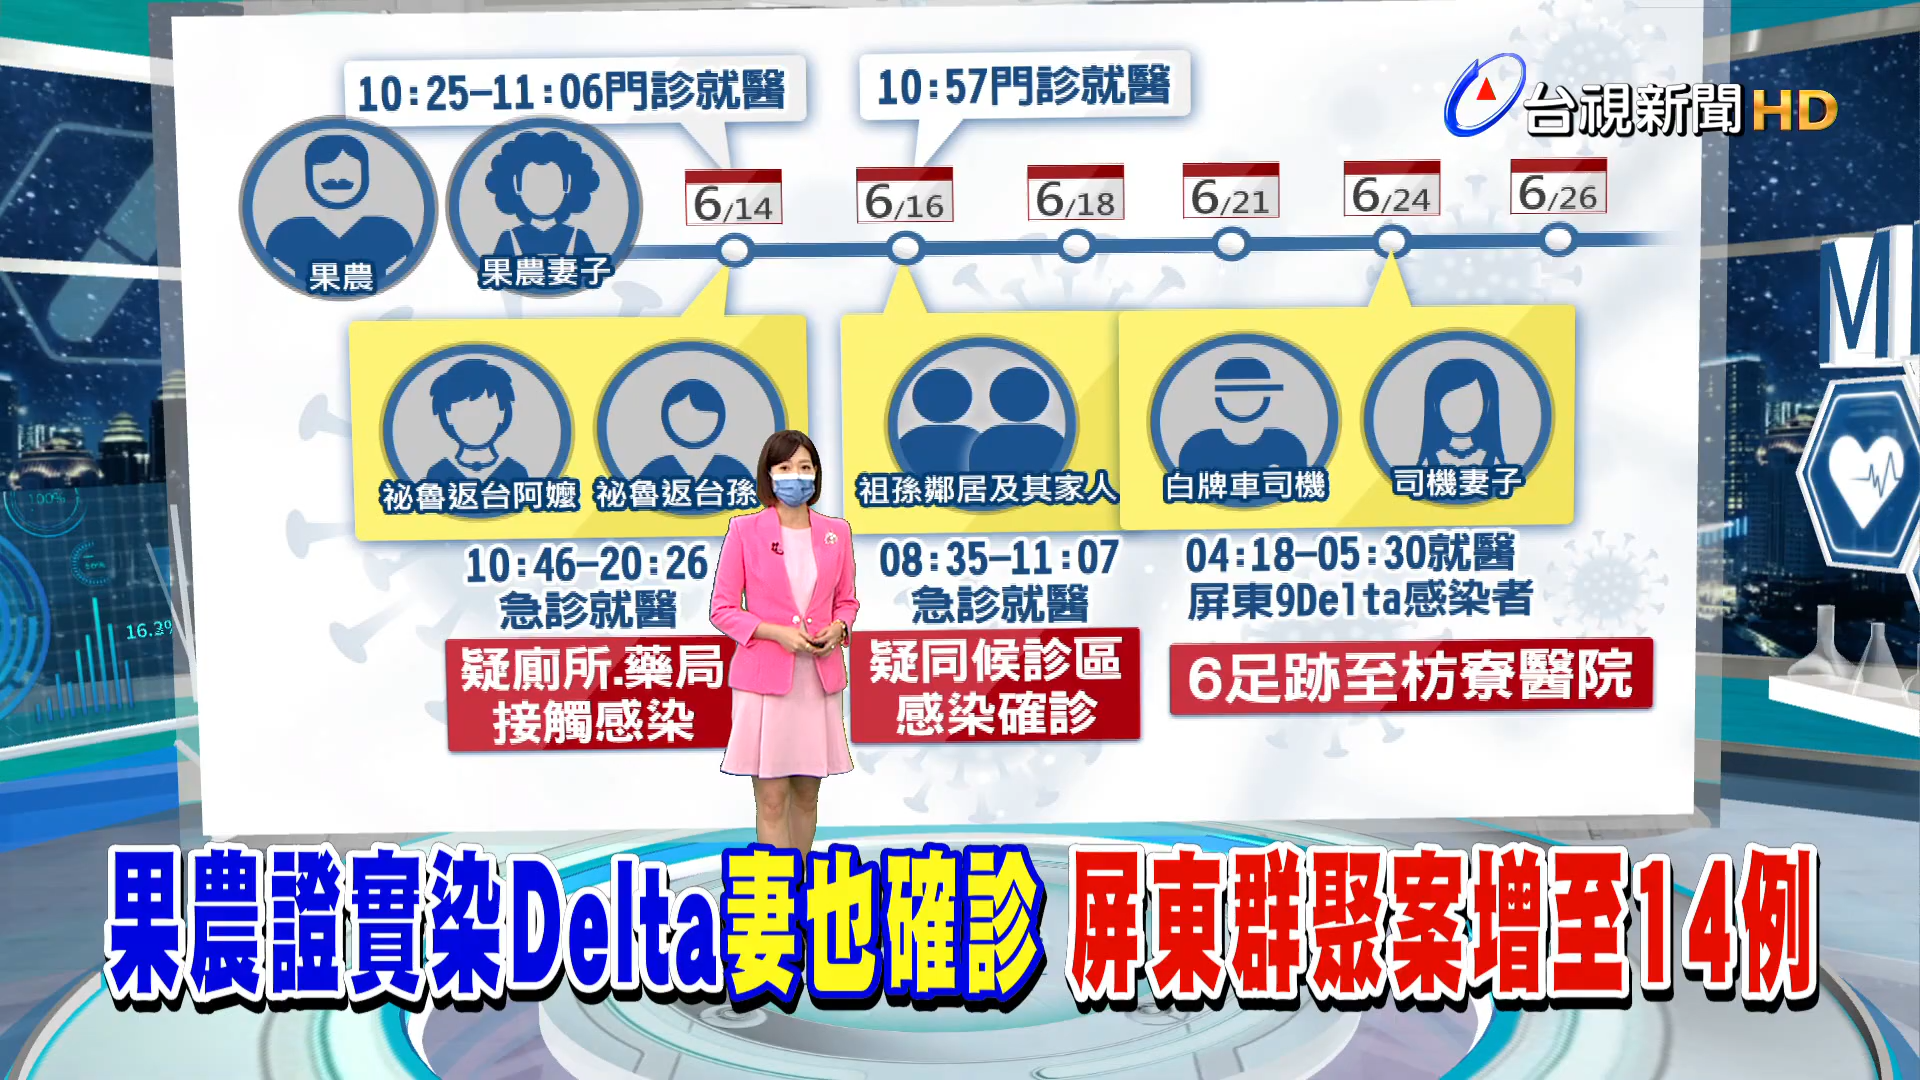 10:25-11:06門診就醫
10:57門診就醫
台視新聞HD
6/14
6/16
6/18
6/21
6/24
6/26
果農
果農妻子
祕魯返台阿嬤
祕魯返台孫
祖孫鄰居及其家人
白牌車司機
司機妻子
10:46-20:26
急診就醫
08:35-11:07
急診就醫
04:18-05:30就醫
屏東9Delta感染者
疑廁所.藥局
接觸感染
疑同候診區
感染確診
6足跡至枋寮醫院
100%
16.2%
果農證實染Delta妻也確診 屏東群聚案增至14例